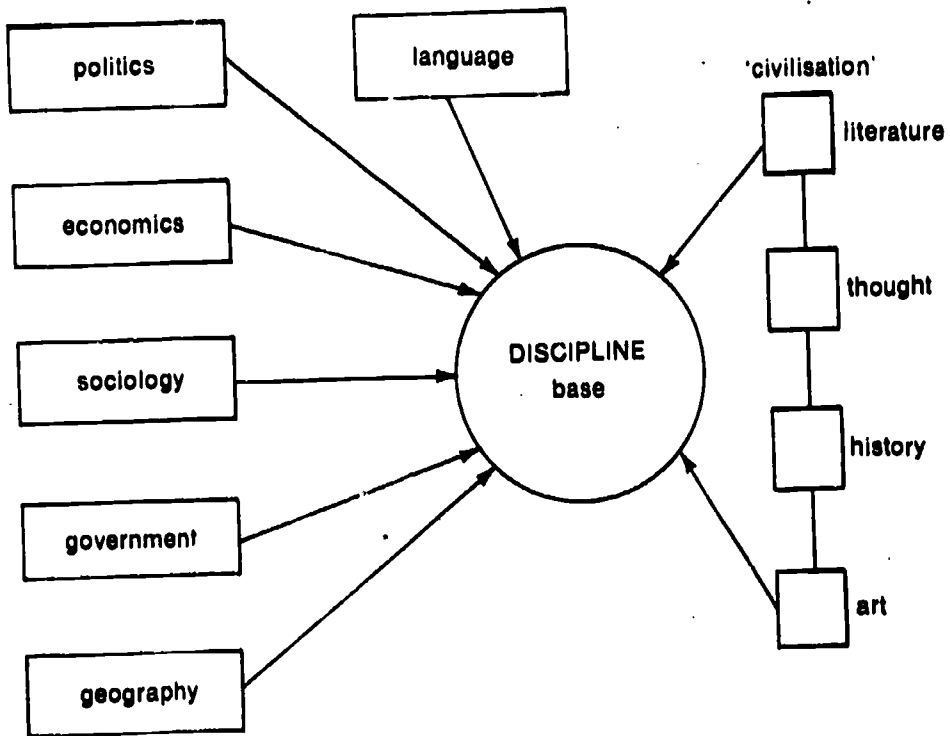 politics
language
'civilisation'
literature
economics
thought
DISCIPLINE
base
sociology
history
government
art
geography